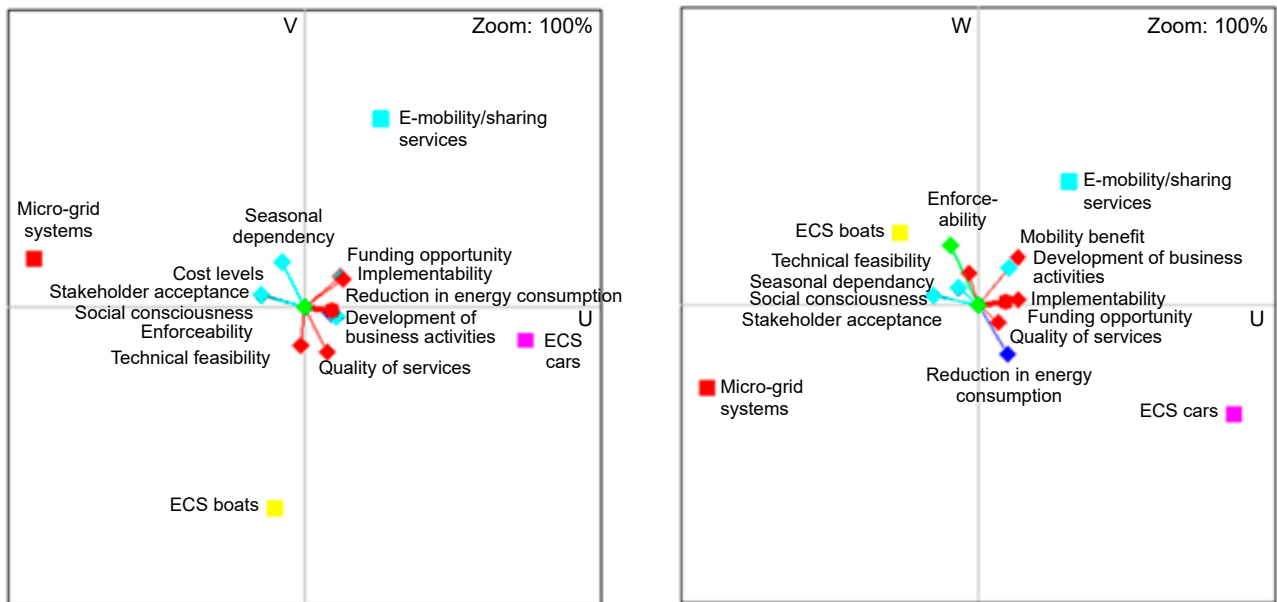 V
Zoom: 100%
E-mobility/sharing
services
Micro-grid
systems
Seasonal
dependency
Funding opportunity
Cost levels
Implementability
Stakeholder acceptance
Reduction in energy consumption
Social consciousness
Development of
U
Enforceability
business activities
ECS
cars
Technical feasibility
Quality of services
ECS boats
W
Zoom: 100%
E-mobility/sharing
services
Enforce-
ability
ECS boats
Mobility benefit
Technical feasibility
Development of business
activities
Seasonal dependancy
Social consciousness
Implementability
Stakeholder acceptance
Funding opportunity
U
Quality of services
Reduction in energy
consumption
Micro-grid
systems
ECS cars